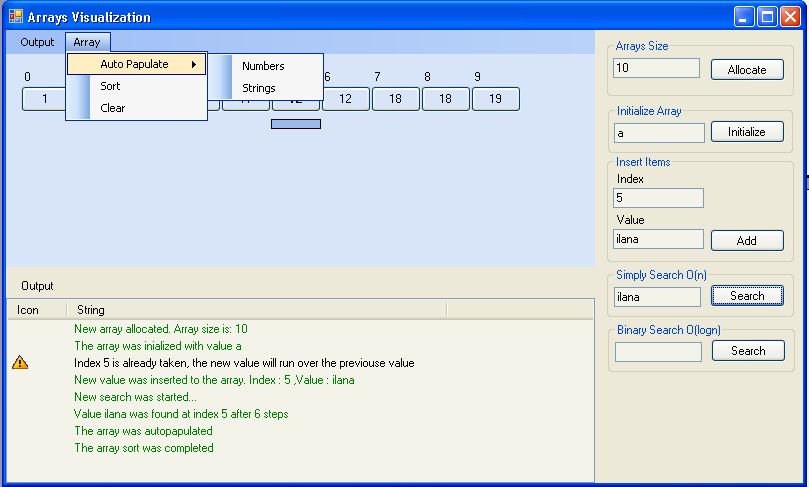 Arrays Visualization
Output Array
Auto Papulate
Sort
Clear
Numbers
Strings
0 6 7 8 9
1 12 18 18 19
Arrays Size
10 Allocate
Initialize Array
a Initialize
Insert Items
Index
5
Value
ilana Add
Simply Search O(n)
ilana Search
Binary Search O(logn)
Search
Output
Icon String
New array allocated. Array size is: 10
The array was inialized with value a
Index 5 is already taken, the new value will run over the previouse value
New value was inserted to the array. Index : 5 ,Value : ilana
New search was started...
Value ilana was found at index 5 after 6 steps
The array was autopapulated
The array sort was completed